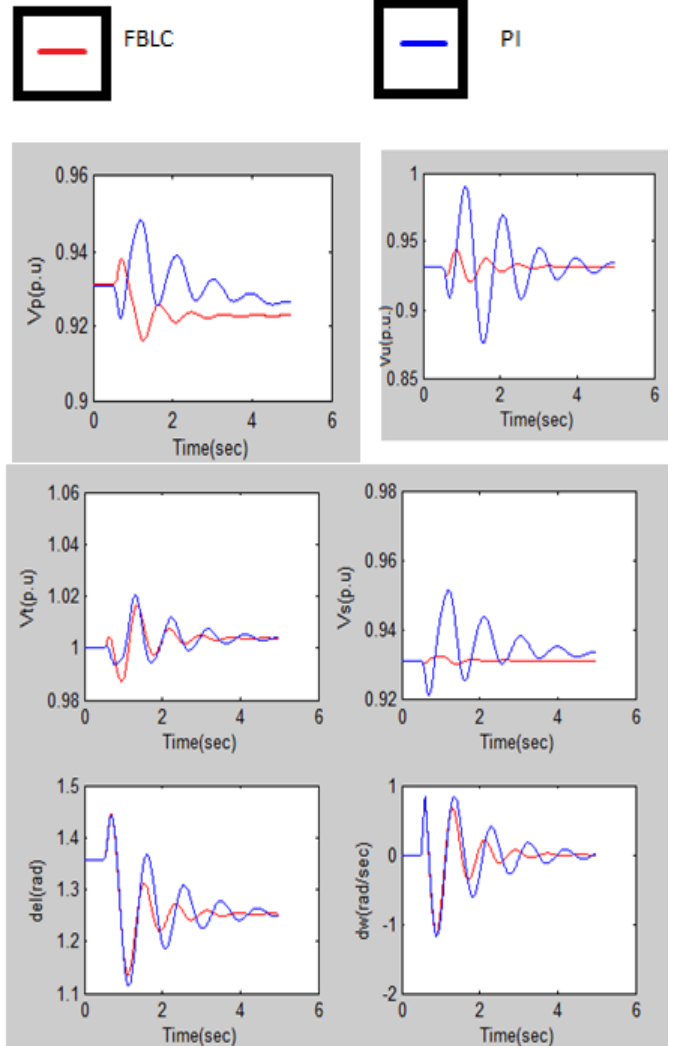 FBLC
PI
Vp(p.u)
0.96
0.94
0.92
0.9
0 2 4 6
Time(sec)
Vu(p.u.)
1
0.95
0.9
0.85
0 2 4 6
Time(sec)
Vt(p.u)
1.06
1.04
1.02
1
0.98
0 2 4 6
Time(sec)
Vs(p.u)
0.98
0.96
0.94
0.92
0 2 4 6
Time(sec)
del(rad)
1.5
1.4
1.3
1.2
1.1
0 2 4 6
Time(sec)
dw(rad/sec)
1
0
-1
-2
0 2 4 6
Time(sec)